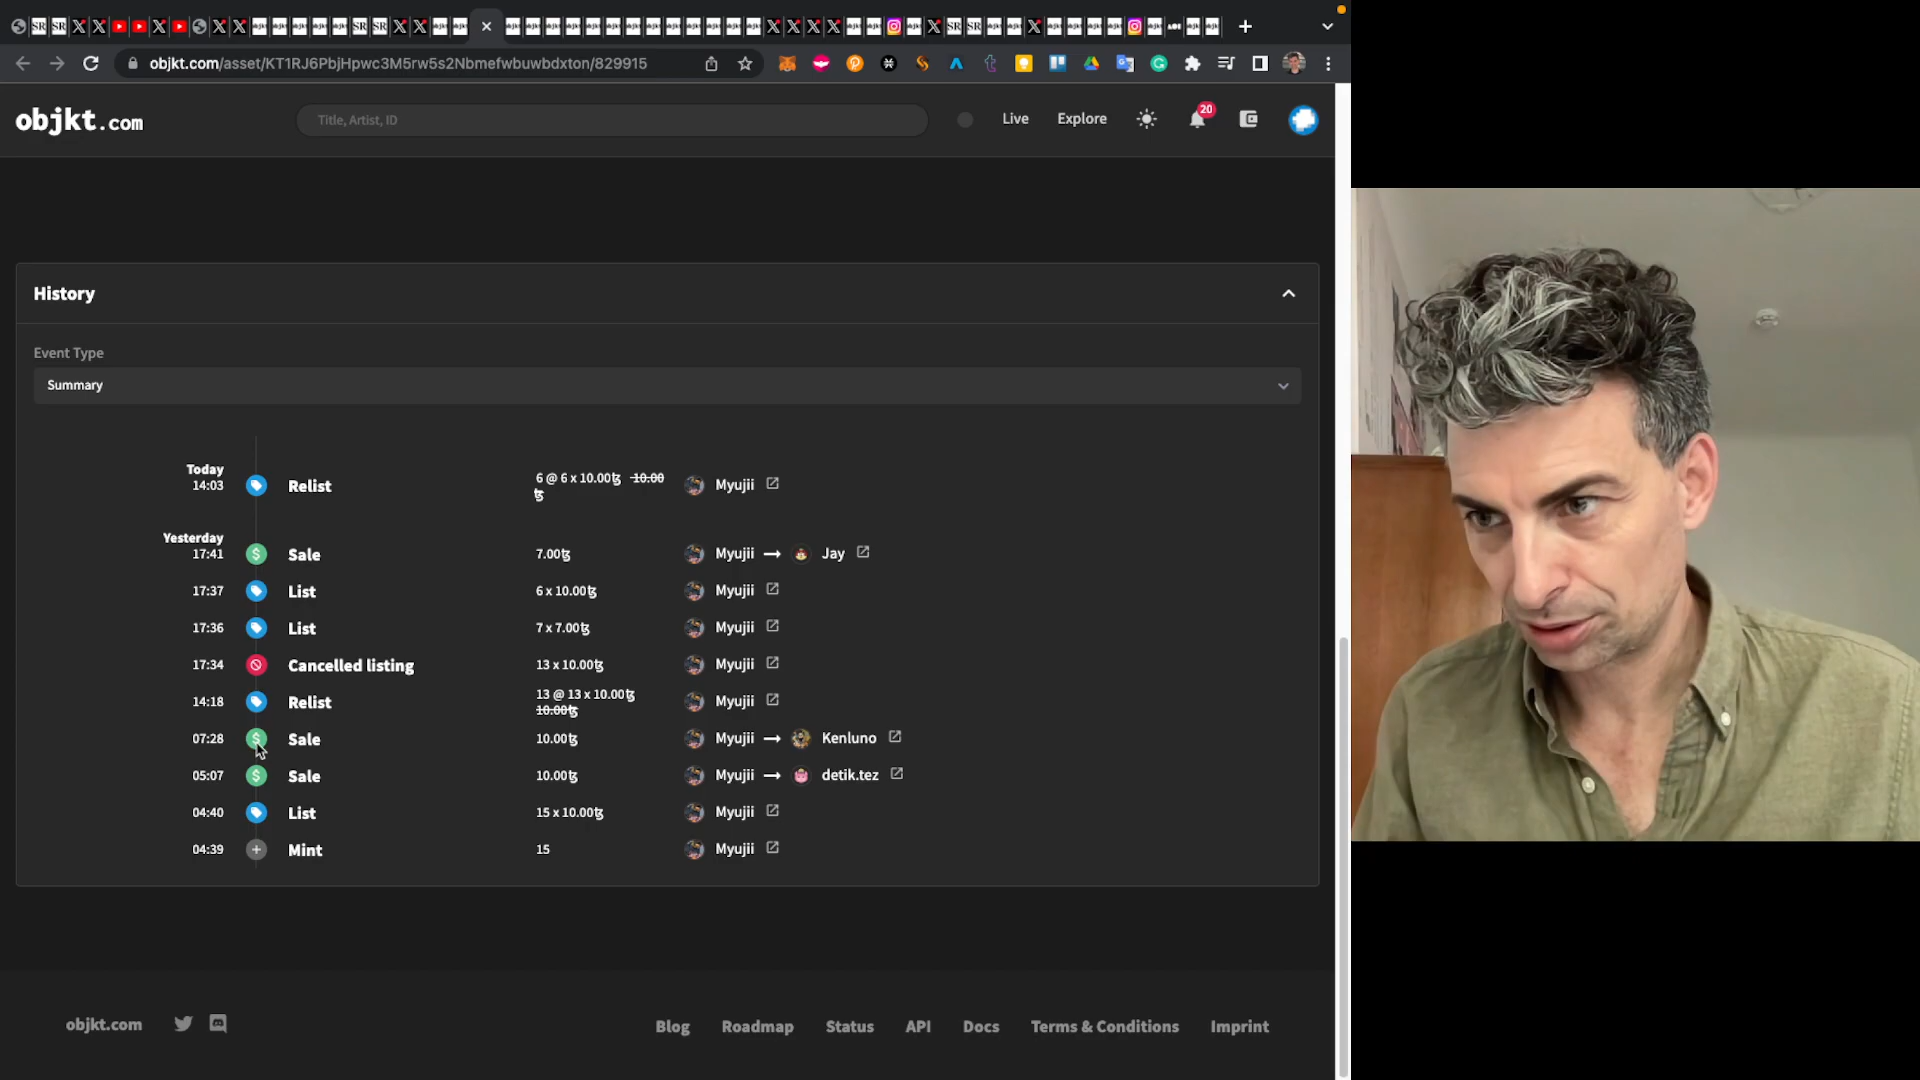 objkt.com/asset/KT1RJ6PbjHpwc3M5rw5s2Nbmefwbuwbdxton/829915
objkt.com
Title, Artist, ID
Live
Explore
20
History
Event Type
Summary
Today
14:03 Relist 6 @ 6 x 10.00ꜩ 10.00ꜩ Myujii
Yesterday
17:41 Sale 7.00ꜩ Myujii → Jay
17:37 List 6 x 10.00ꜩ Myujii
17:36 List 7 x 7.00ꜩ Myujii
17:34 Cancelled listing 13 x 10.00ꜩ Myujii
14:18 Relist 13 @ 13 x 10.00ꜩ 10.00ꜩ Myujii
07:28 Sale 10.00ꜩ Myujii → Kenluno
05:07 Sale 10.00ꜩ Myujii → detik.tez
04:40 List 15 x 10.00ꜩ Myujii
04:39 Mint 15 Myujii
objkt.com Blog Roadmap Status API Docs Terms & Conditions Imprint